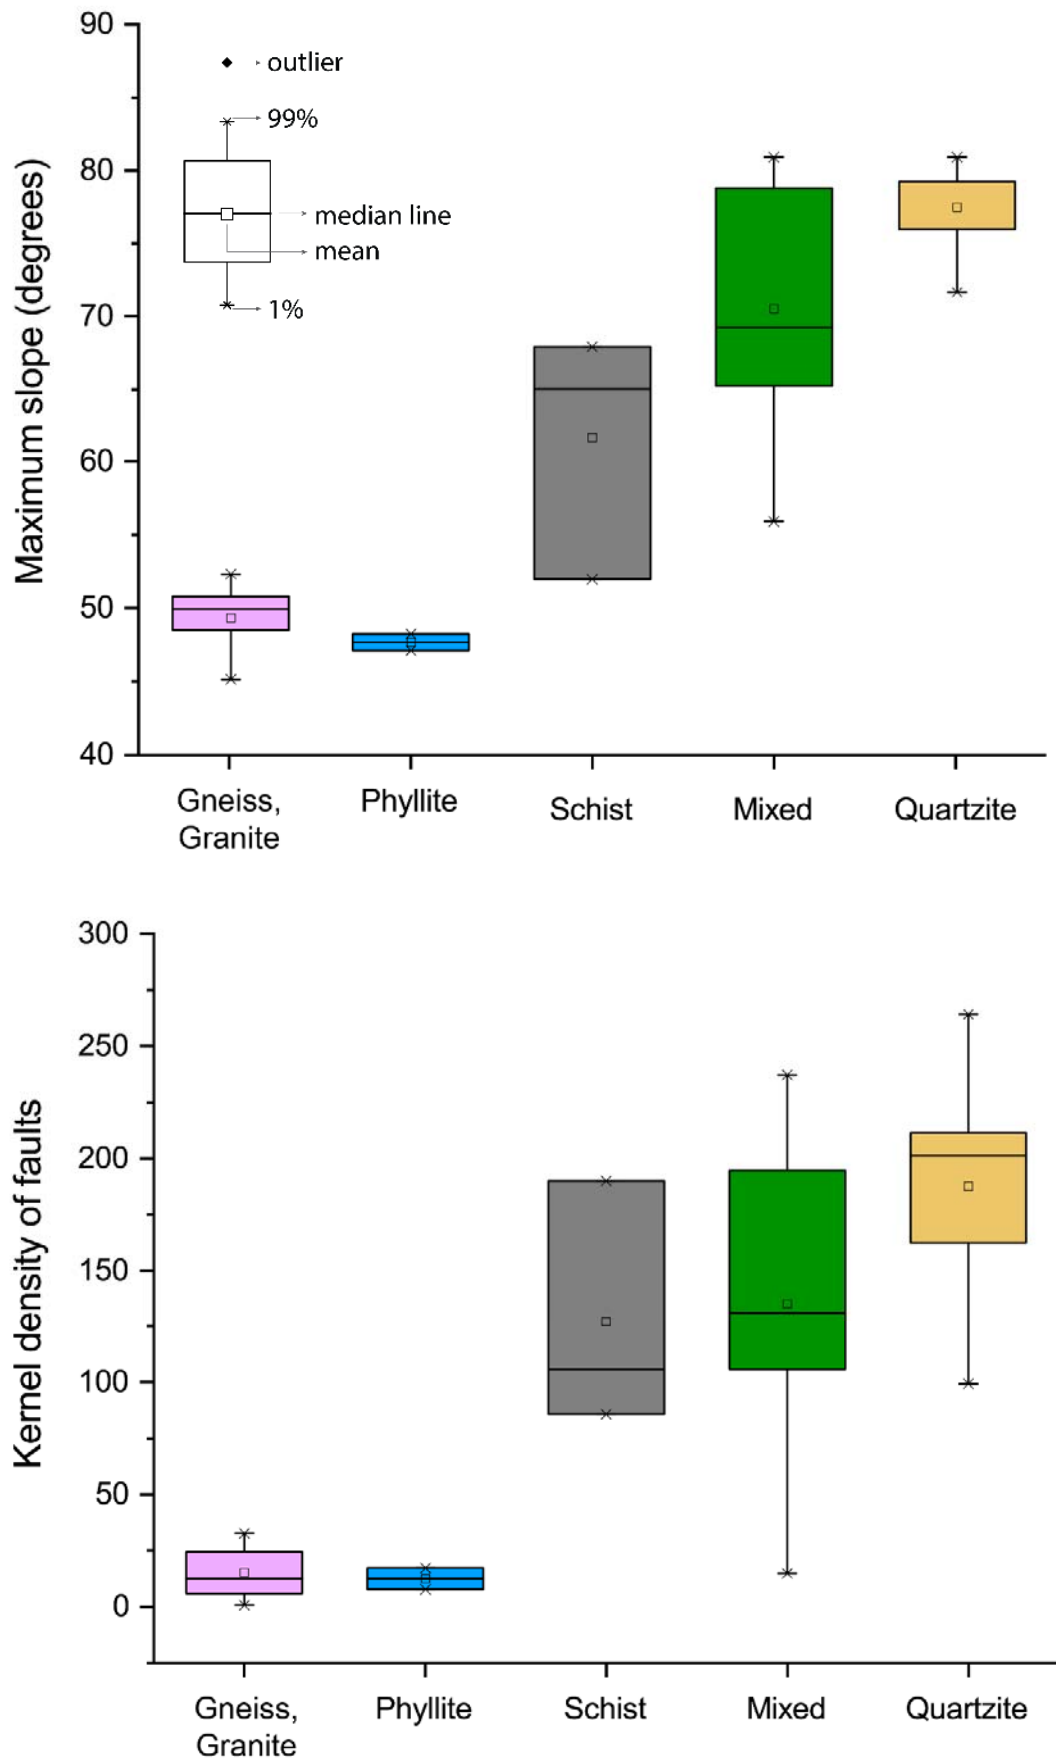 Maximum slope (degrees)
90
80
70
60
50
40
outlier
99%
median line
mean
1%
Gneiss,
Granite
Phyllite
Schist
Mixed
Quartzite
Kernel density of faults
300
250
200
150
100
50
0
Gneiss,
Granite
Phyllite
Schist
Mixed
Quartzite